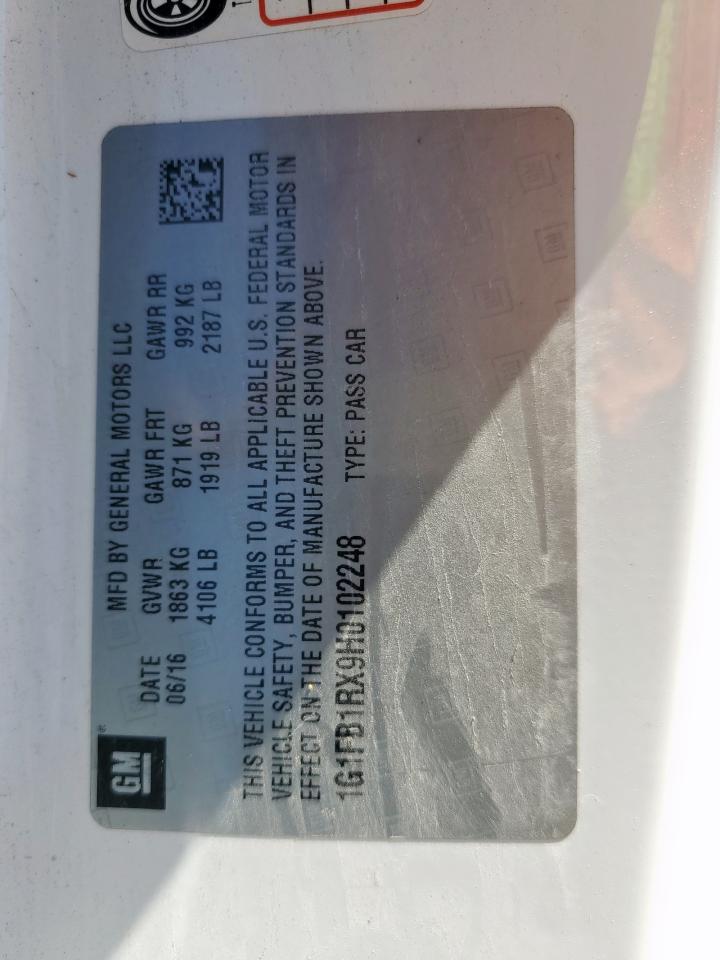 GM ®
MFD BY GENERAL MOTORS LLC
DATE GVWR GAWR FRT GAWR RR
06/16 1863 KG 871 KG 992 KG
4106 LB 1919 LB 2187 LB
THIS VEHICLE CONFORMS TO ALL APPLICABLE U.S. FEDERAL MOTOR
VEHICLE SAFETY, BUMPER, AND THEFT PREVENTION STANDARDS IN
EFFECT ON THE DATE OF MANUFACTURE SHOWN ABOVE.
1G1FB1RX9H0102248 TYPE: PASS CAR